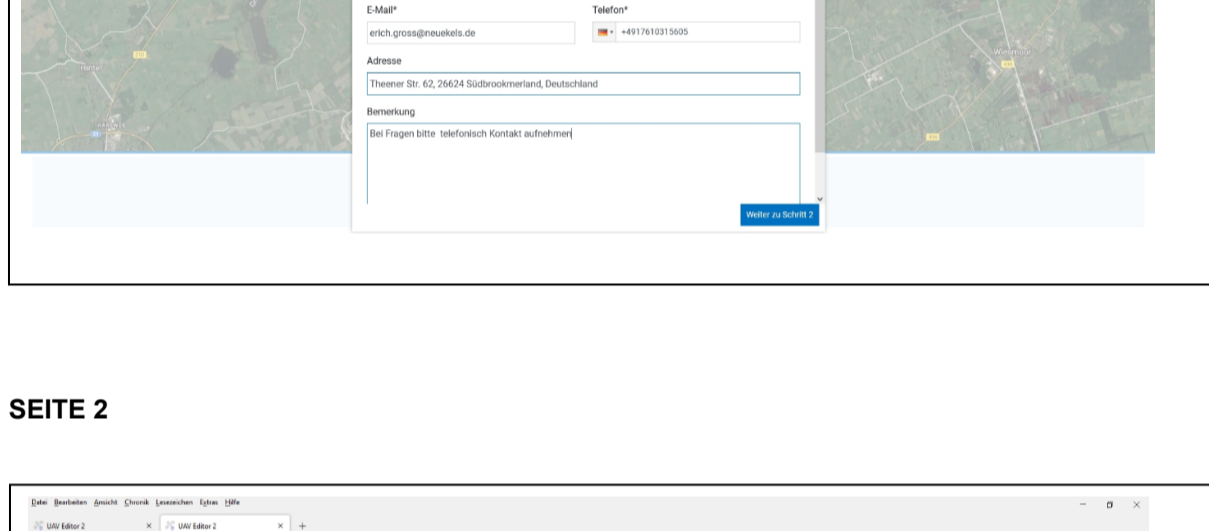 E-Mail* Telefon*
erich.gross@neuekels.de +4917610315605
Adresse
Theener Str. 62, 26624 Südbrookmerland, Deutschland
Wiesmoor
Bemerkung
Bei Fragen bitte telefonisch Kontakt aufnehmen
Weiter zu Schritt 2
SEITE 2
Datei Bearbeiten Ansicht Chronik Lesezeichen Extras Hilfe
UAV Editor 2 × UAV Editor 2 × +